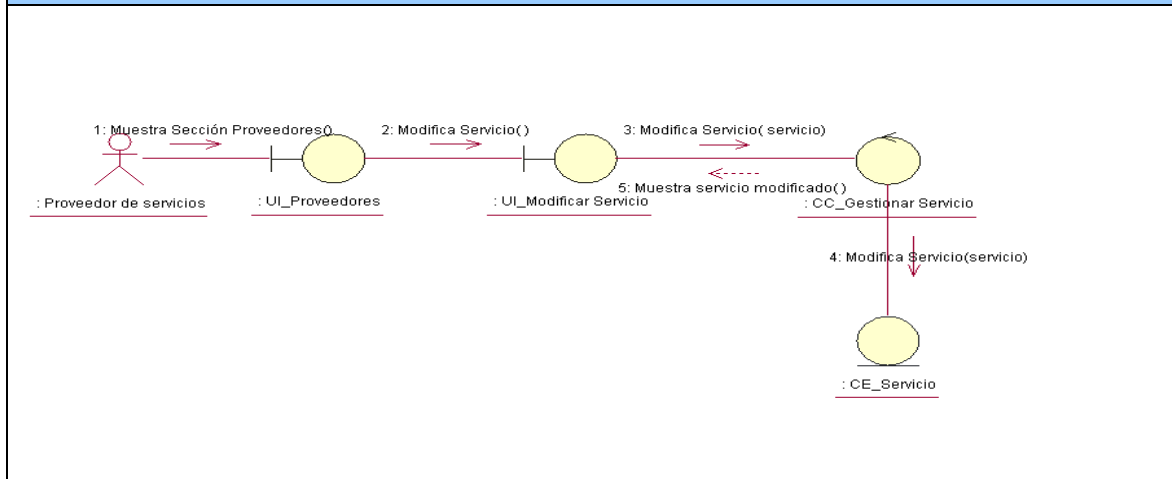 1: Muestra Sección Proveedores()
2: Modifica Servicio()
3: Modifica Servicio( servicio)
5: Muestra servicio modificado()
: Proveedor de servicios
: UI_Proveedores
: UI_Modificar Servicio
: CC_Gestionar Servicio
4: Modifica Servicio(servicio)
: CE_Servicio